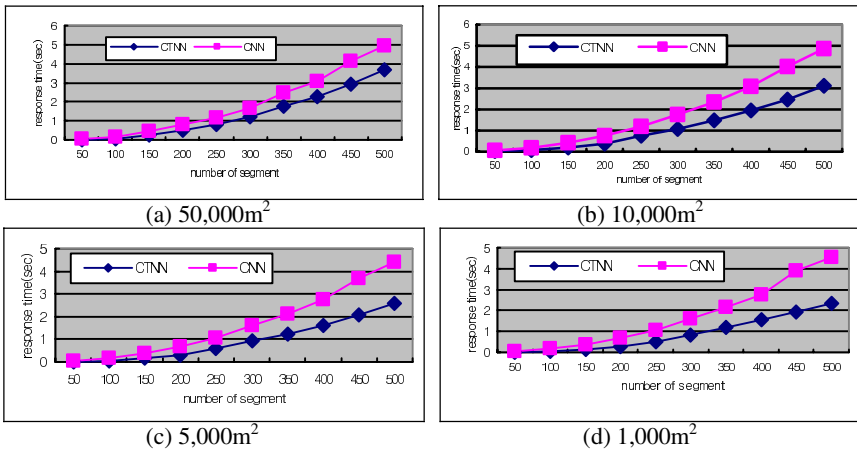 response time(sec)
6
5
4
3
2
1
0
CTNN CNN
50 100 150 200 250 300 350 400 450 500
number of segment
(a) 50,000m²
response time(sec)
6
5
4
3
2
1
0
CTNN CNN
50 100 150 200 250 300 350 400 450 500
number of segment
(b) 10,000m²
response time(sec)
5
4
3
2
1
0
CTNN CNN
50 100 150 200 250 300 350 400 450 500
number of segment
(c) 5,000m²
response time(sec)
5
4
3
2
1
0
CTNN CNN
50 100 150 200 250 300 350 400 450 500
number of segment
(d) 1,000m²